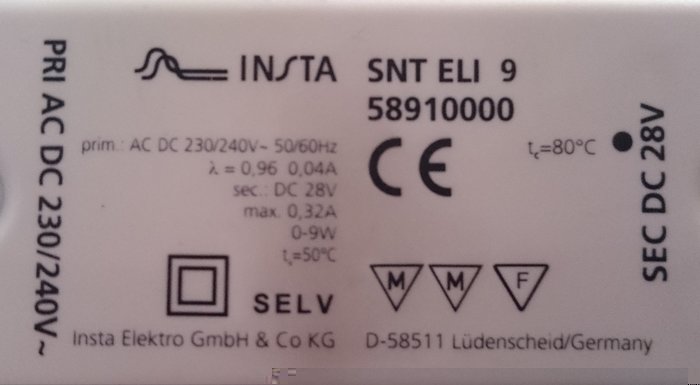 PRI AC DC 230/240V~
INSTA
SNT ELI 9
58910000
prim.: AC DC 230/240V~ 50/60Hz
λ = 0,96 0,04A
sec.: DC 28V
max. 0,32A
0-9W
tₐ=50°C
CE
t꜀=80°C
SEC DC 28V
SELV
M M F
Insta Elektro GmbH & Co KG
D-58511 Lüdenscheid/Germany